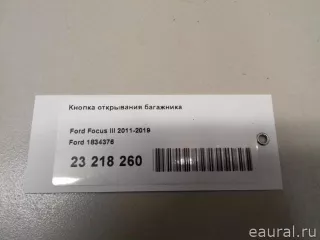 Кнопка открывания багажника
Ford Focus III 2011-2019
Ford 1834376
23 218 260
eaural.ru/